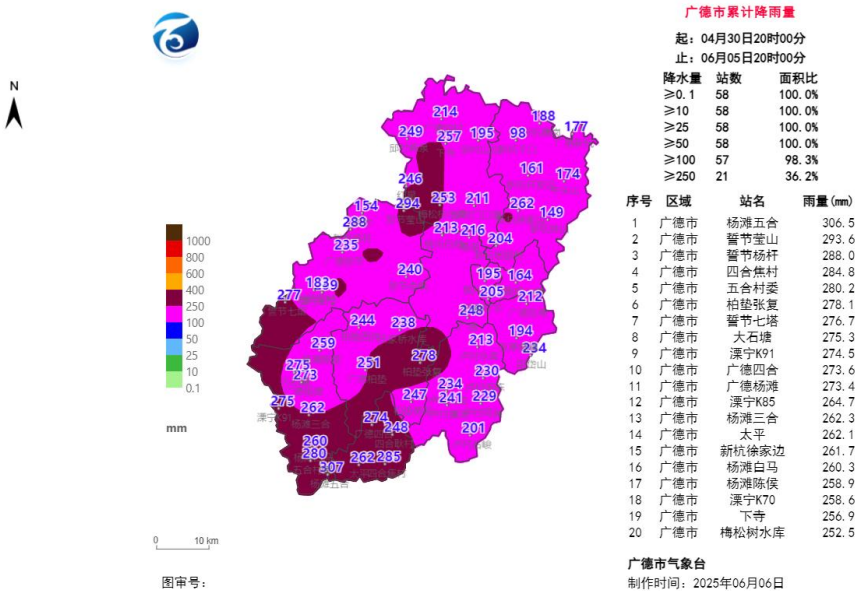 广德市累计降雨量
起：04月30日20时00分
止：06月05日20时00分
降水量 站数 面积比
≥0.1 58 100.0%
≥10 58 100.0%
≥25 58 100.0%
≥50 58 100.0%
≥100 57 98.3%
≥250 21 36.2%
序号 区域 站名 雨量(mm)
1 广德市 杨滩五合 306.5
2 广德市 誓节莹山 293.6
3 广德市 誓节杨杆 288.0
4 广德市 四合焦村 284.8
5 广德市 五合村委 280.2
6 广德市 柏垫张复 278.1
7 广德市 誓节七塔 276.7
8 广德市 大石塘 275.3
9 广德市 溧宁K91 274.5
10 广德市 广德四合 273.6
11 广德市 广德杨滩 273.4
12 广德市 溧宁K85 264.7
13 广德市 杨滩三合 262.3
14 广德市 太平 262.1
15 广德市 新杭徐家边 261.7
16 广德市 杨滩白马 260.3
17 广德市 杨滩陈侯 258.9
18 广德市 溧宁K70 258.6
19 广德市 下寺 256.9
20 广德市 梅松树水库 252.5
广德市气象台
制作时间：2025年06月06日
N
214
188
177
249
257
195
98
161
174
246
253
211
262
149
154
294
288
213
216
204
235
240
195
164
183
277
205
212
248
244
238
194
213
234
259
278
251
275
273
230
234
247
241
229
275
262
溧宁K91
杨滩三合
274
248
201
260
280
262
285
307
杨滩五合
1000
800
600
400
250
100
50
25
10
0.1
mm
0 10 km
图审号：